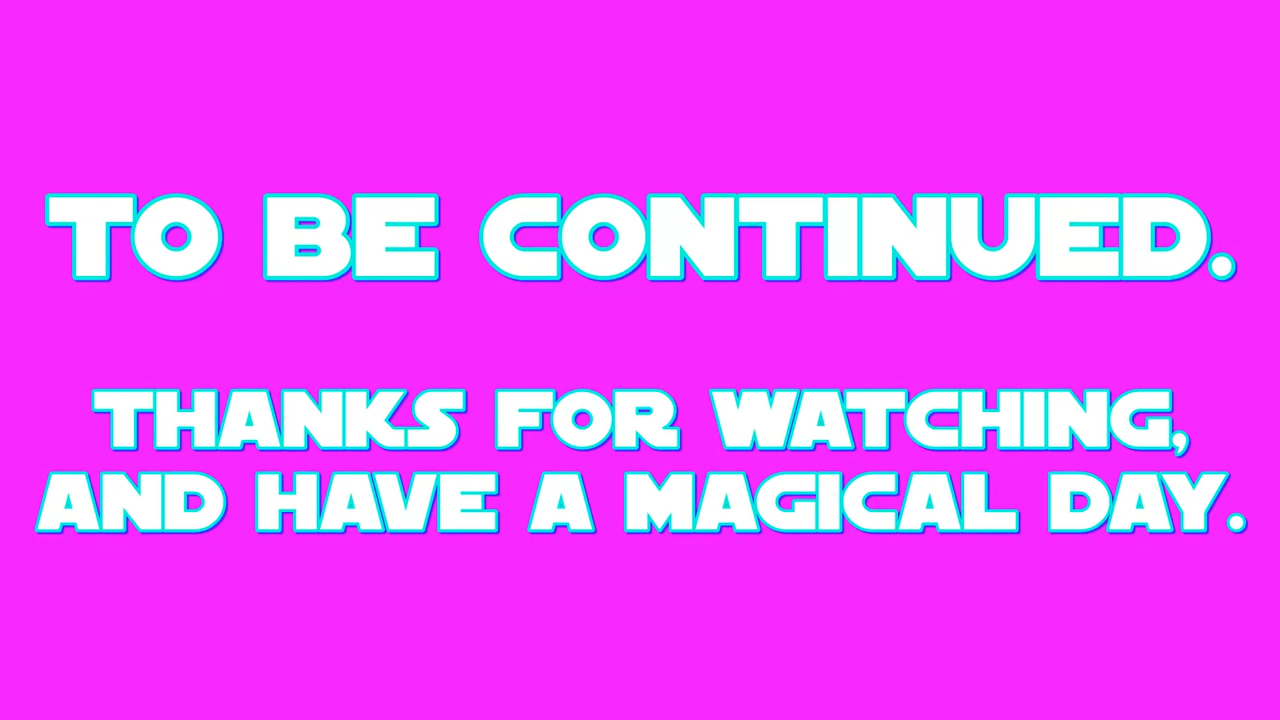 TO BE CONTINUED.
THANKS FOR WATCHING,
AND HAVE A MAGICAL DAY.